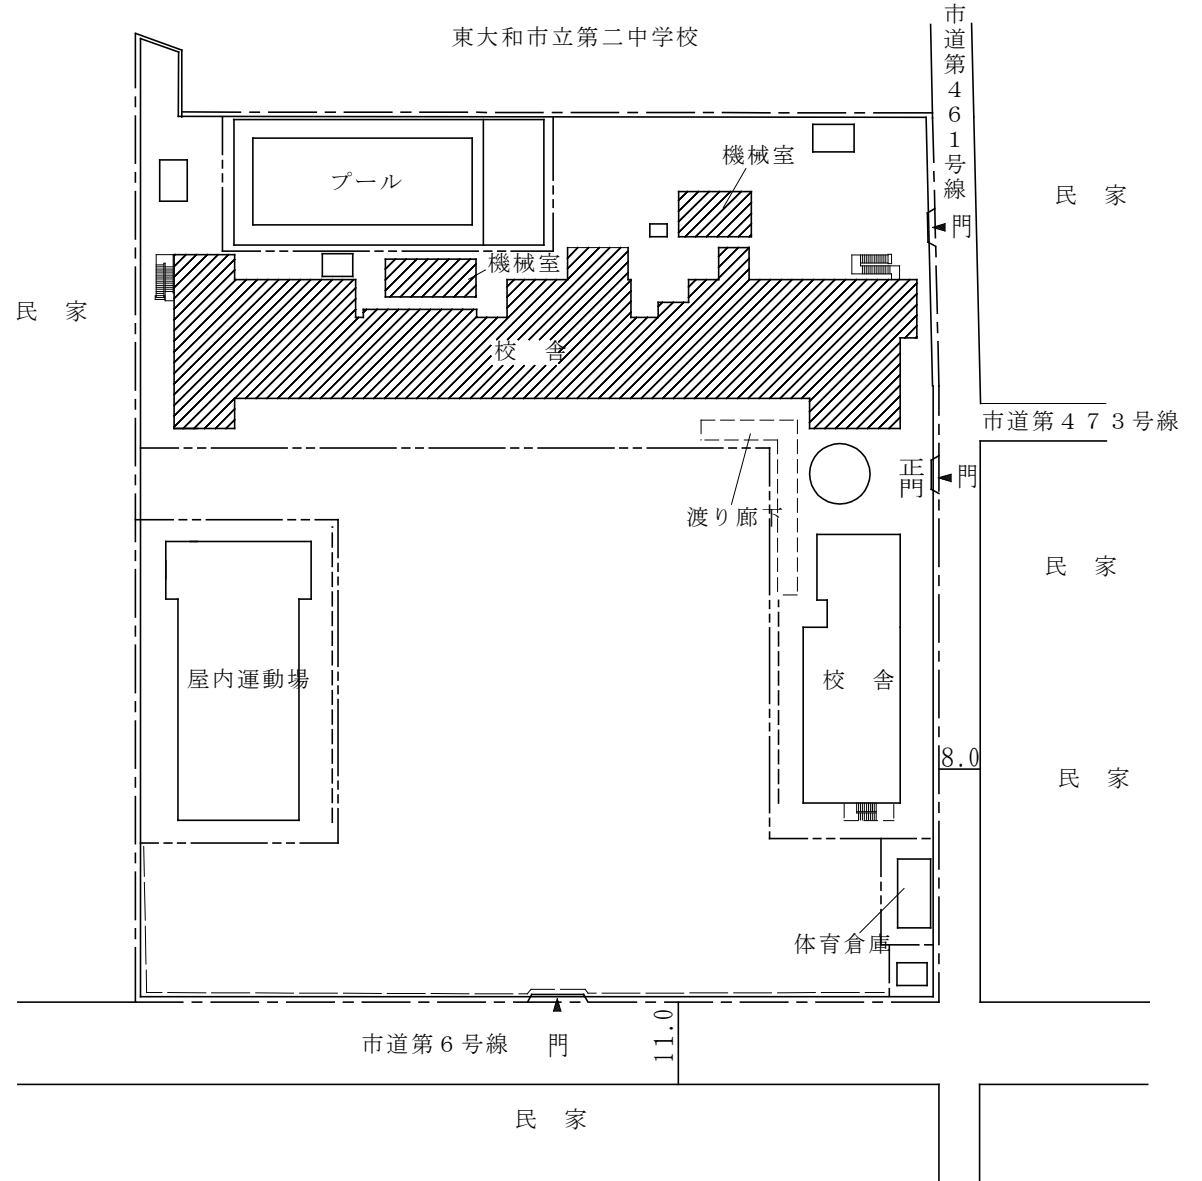 東大和市立第二中学校
市道第４６１号線
機械室
プール
民　家
門
機械室
民　家
校　舎
市道第４７３号線
正門
門
渡り廊下
民　家
屋内運動場
校　舎
8.0
民　家
体育倉庫
11.0
市道第６号線
門
民　家